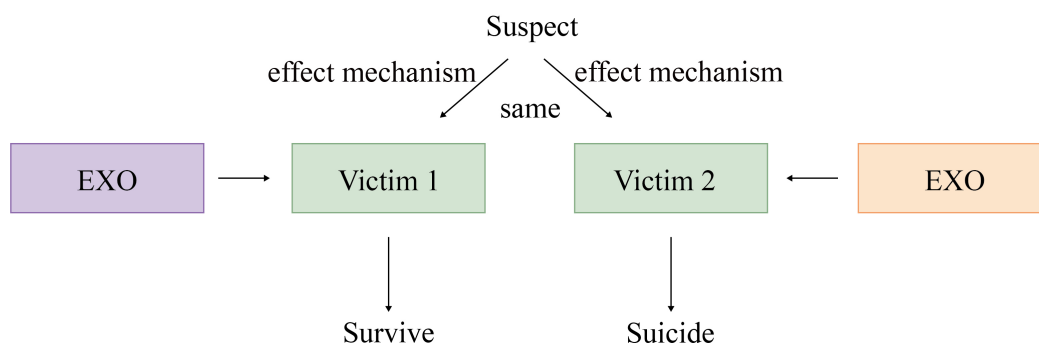 Suspect
effect mechanism
effect mechanism
same
EXO
Victim 1
Victim 2
EXO
Survive
Suicide